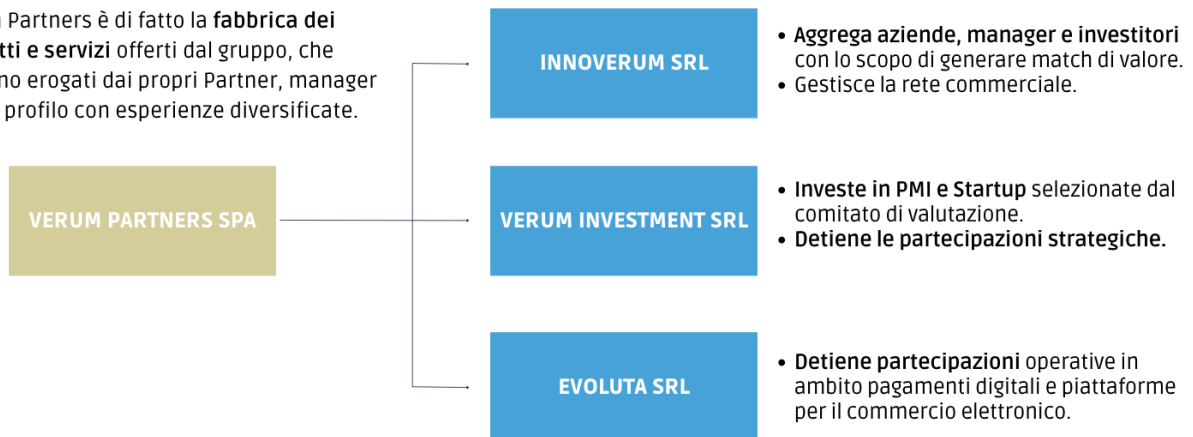 Partners è di fatto la fabbrica dei
e servizi offerti dal gruppo, che
erogati dai propri Partner, manager
profilo con esperienze diversificate.
VERUM PARTNERS SPA
INNOVERUM SRL
• Aggrega aziende, manager e investitori
con lo scopo di generare match di valore.
• Gestisce la rete commerciale.
VERUM INVESTMENT SRL
• Investe in PMI e Startup selezionate dal
comitato di valutazione.
• Detiene le partecipazioni strategiche.
EVOLUTA SRL
• Detiene partecipazioni operative in
ambito pagamenti digitali e piattaforme
per il commercio elettronico.